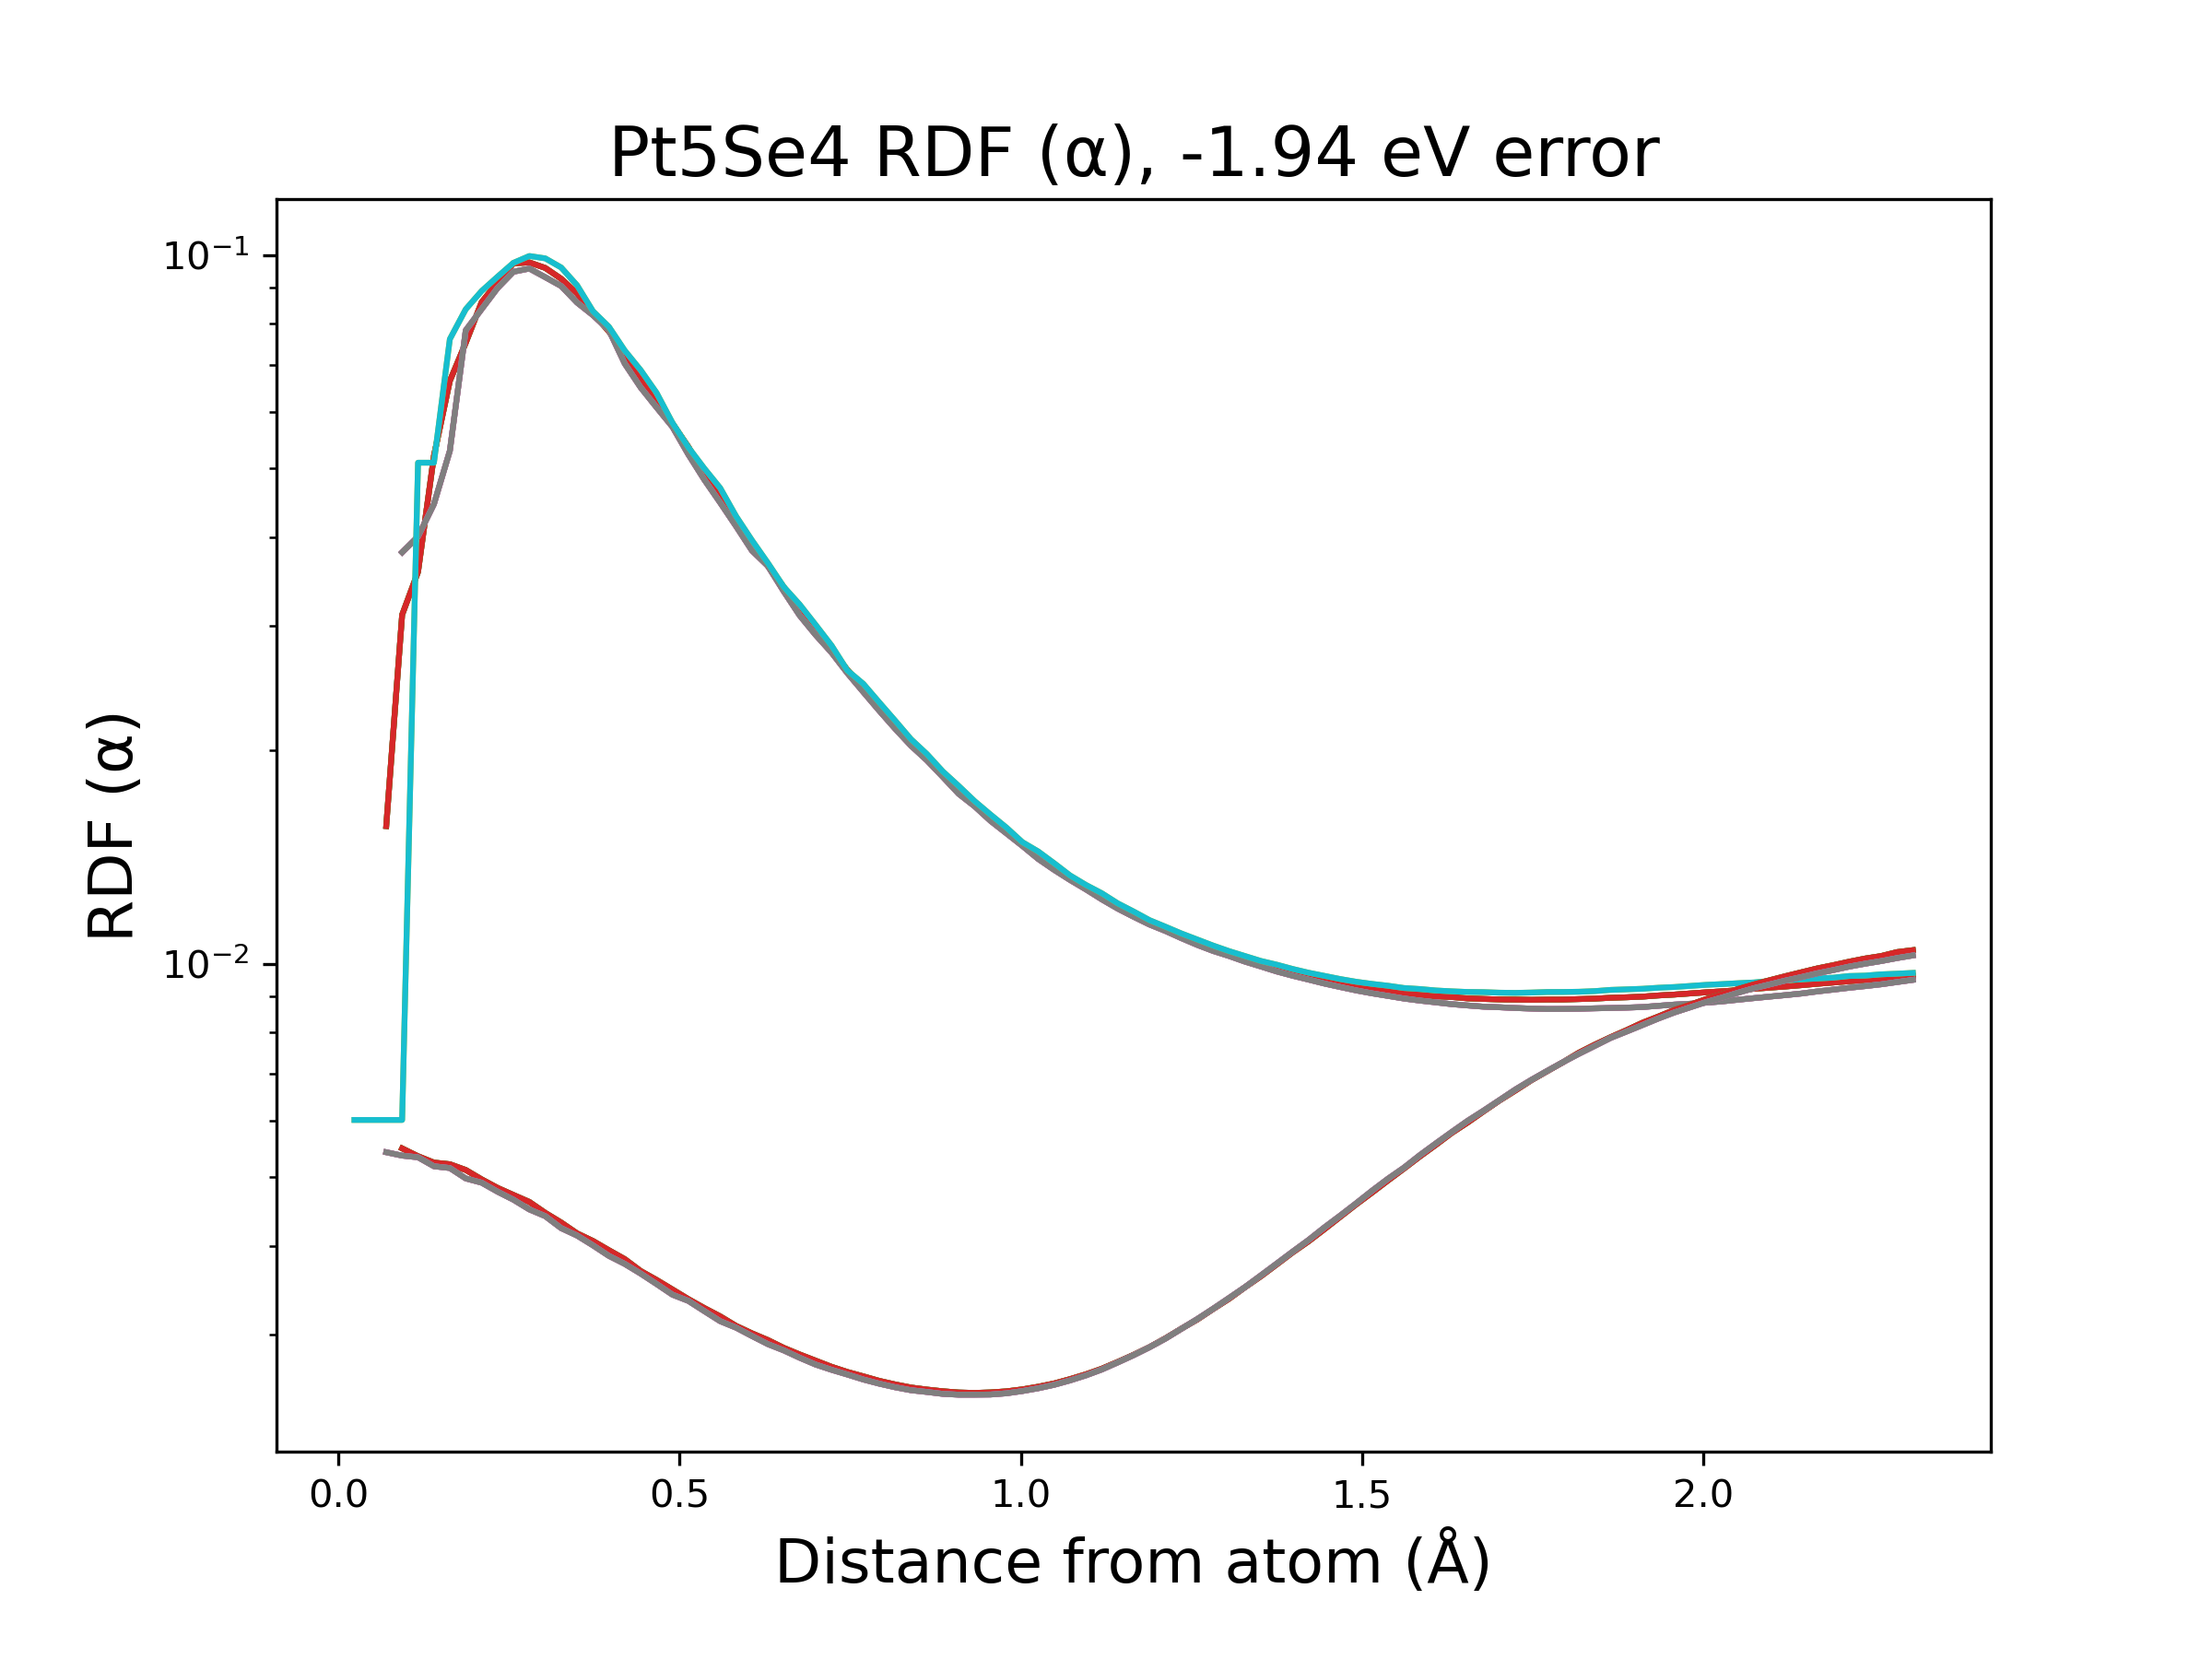 Pt5Se4 RDF (α), -1.94 eV error
10⁻¹
10⁻²
RDF (α)
0.0 0.5 1.0 1.5 2.0
Distance from atom (Å)